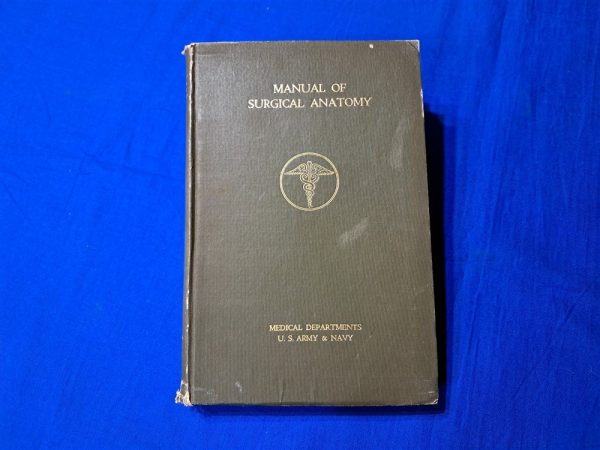 MANUAL OF
SURGICAL ANATOMY
MEDICAL DEPARTMENTS
U. S. ARMY & NAVY